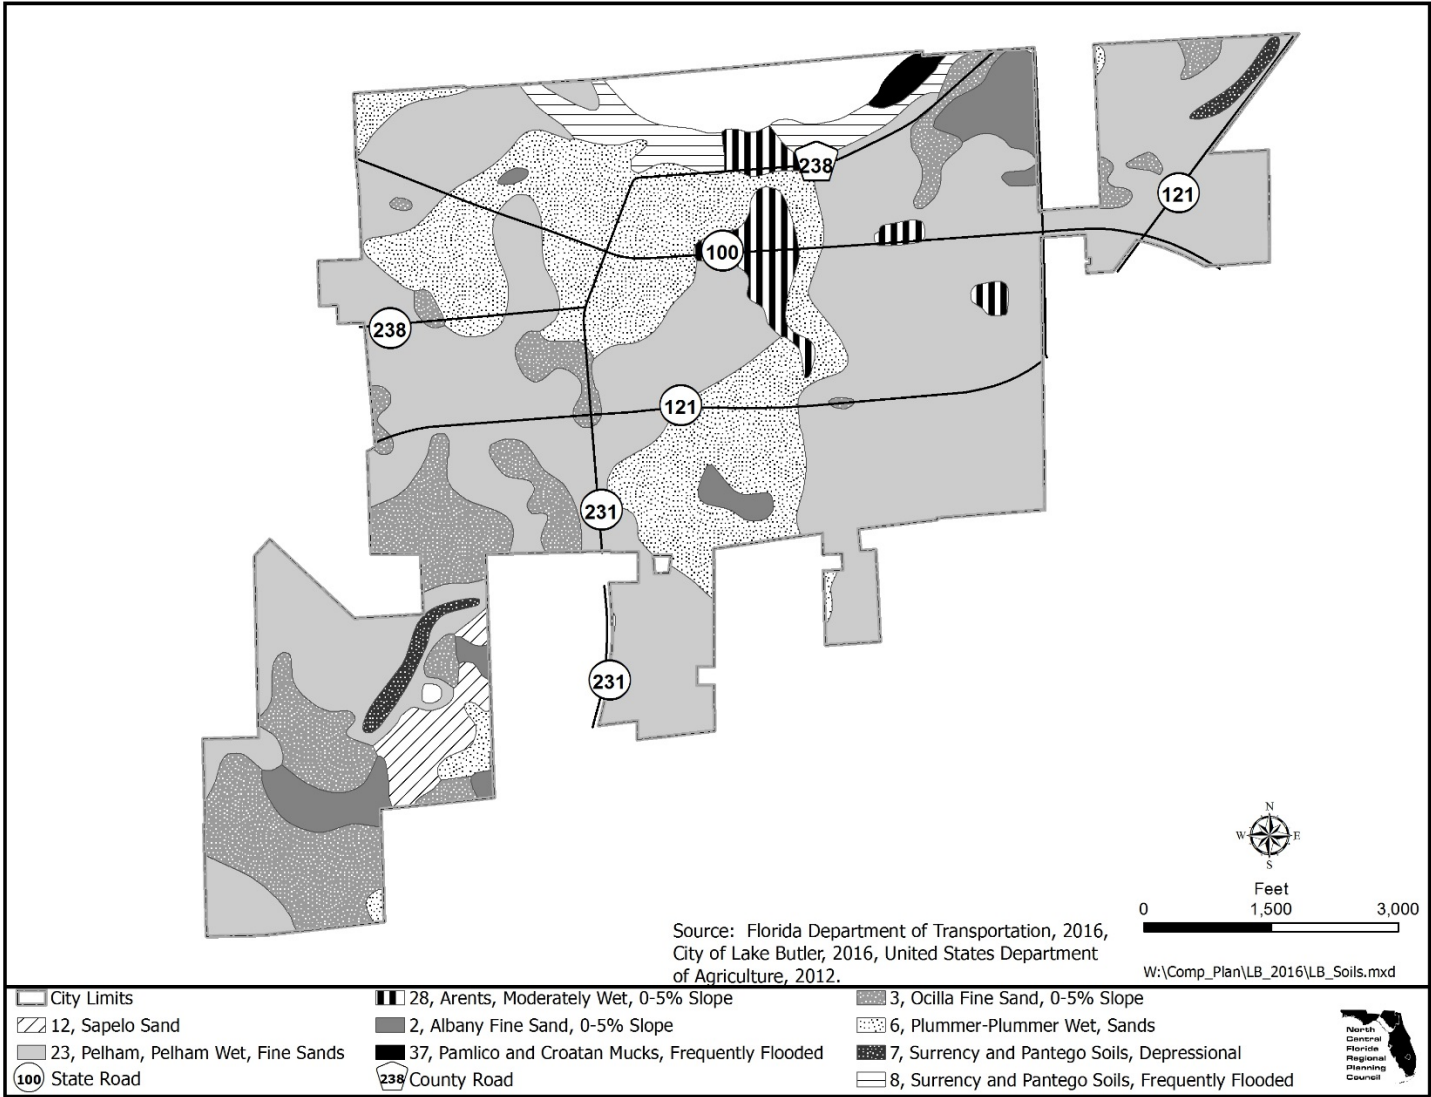 238
121
100
238
121
231
231
N
W E
S
Feet
0 1,500 3,000
Source: Florida Department of Transportation, 2016,
City of Lake Butler, 2016, United States Department
of Agriculture, 2012.
W:\Comp_Plan\LB_2016\LB_Soils.mxd
City Limits
12, Sapelo Sand
23, Pelham, Pelham Wet, Fine Sands
100 State Road
28, Arents, Moderately Wet, 0-5% Slope
2, Albany Fine Sand, 0-5% Slope
37, Pamlico and Croatan Mucks, Frequently Flooded
238 County Road
3, Ocilla Fine Sand, 0-5% Slope
6, Plummer-Plummer Wet, Sands
7, Surrency and Pantego Soils, Depressional
8, Surrency and Pantego Soils, Frequently Flooded
North
Central
Florida
Regional
Planning
Council